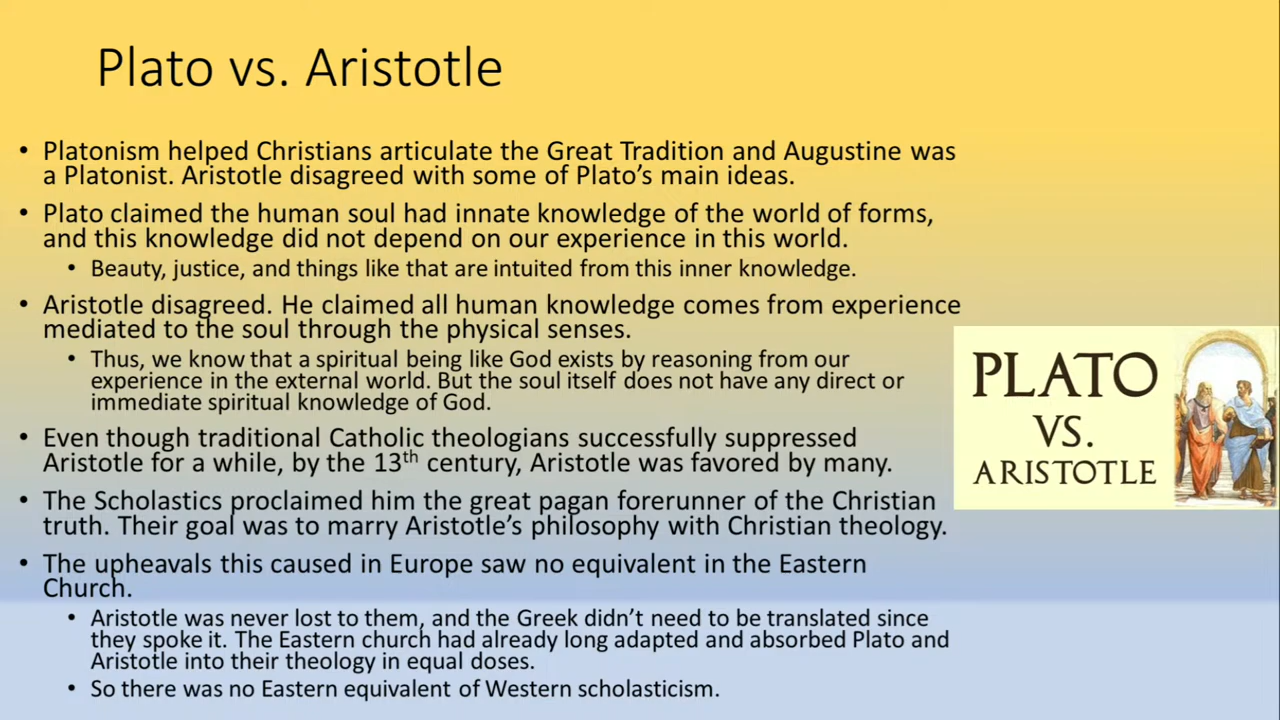 Plato vs. Aristotle
• Platonism helped Christians articulate the Great Tradition and Augustine was
a Platonist. Aristotle disagreed with some of Plato’s main ideas.
• Plato claimed the human soul had innate knowledge of the world of forms,
and this knowledge did not depend on our experience in this world.
• Beauty, justice, and things like that are intuited from this inner knowledge.
• Aristotle disagreed. He claimed all human knowledge comes from experience
mediated to the soul through the physical senses.
• Thus, we know that a spiritual being like God exists by reasoning from our
experience in the external world. But the soul itself does not have any direct or
immediate spiritual knowledge of God.
• Even though traditional Catholic theologians successfully suppressed
Aristotle for a while, by the 13th century, Aristotle was favored by many.
• The Scholastics proclaimed him the great pagan forerunner of the Christian
truth. Their goal was to marry Aristotle’s philosophy with Christian theology.
• The upheavals this caused in Europe saw no equivalent in the Eastern
Church.
• Aristotle was never lost to them, and the Greek didn’t need to be translated since
they spoke it. The Eastern church had already long adapted and absorbed Plato and
Aristotle into their theology in equal doses.
• So there was no Eastern equivalent of Western scholasticism.
PLATO
VS.
ARISTOTLE